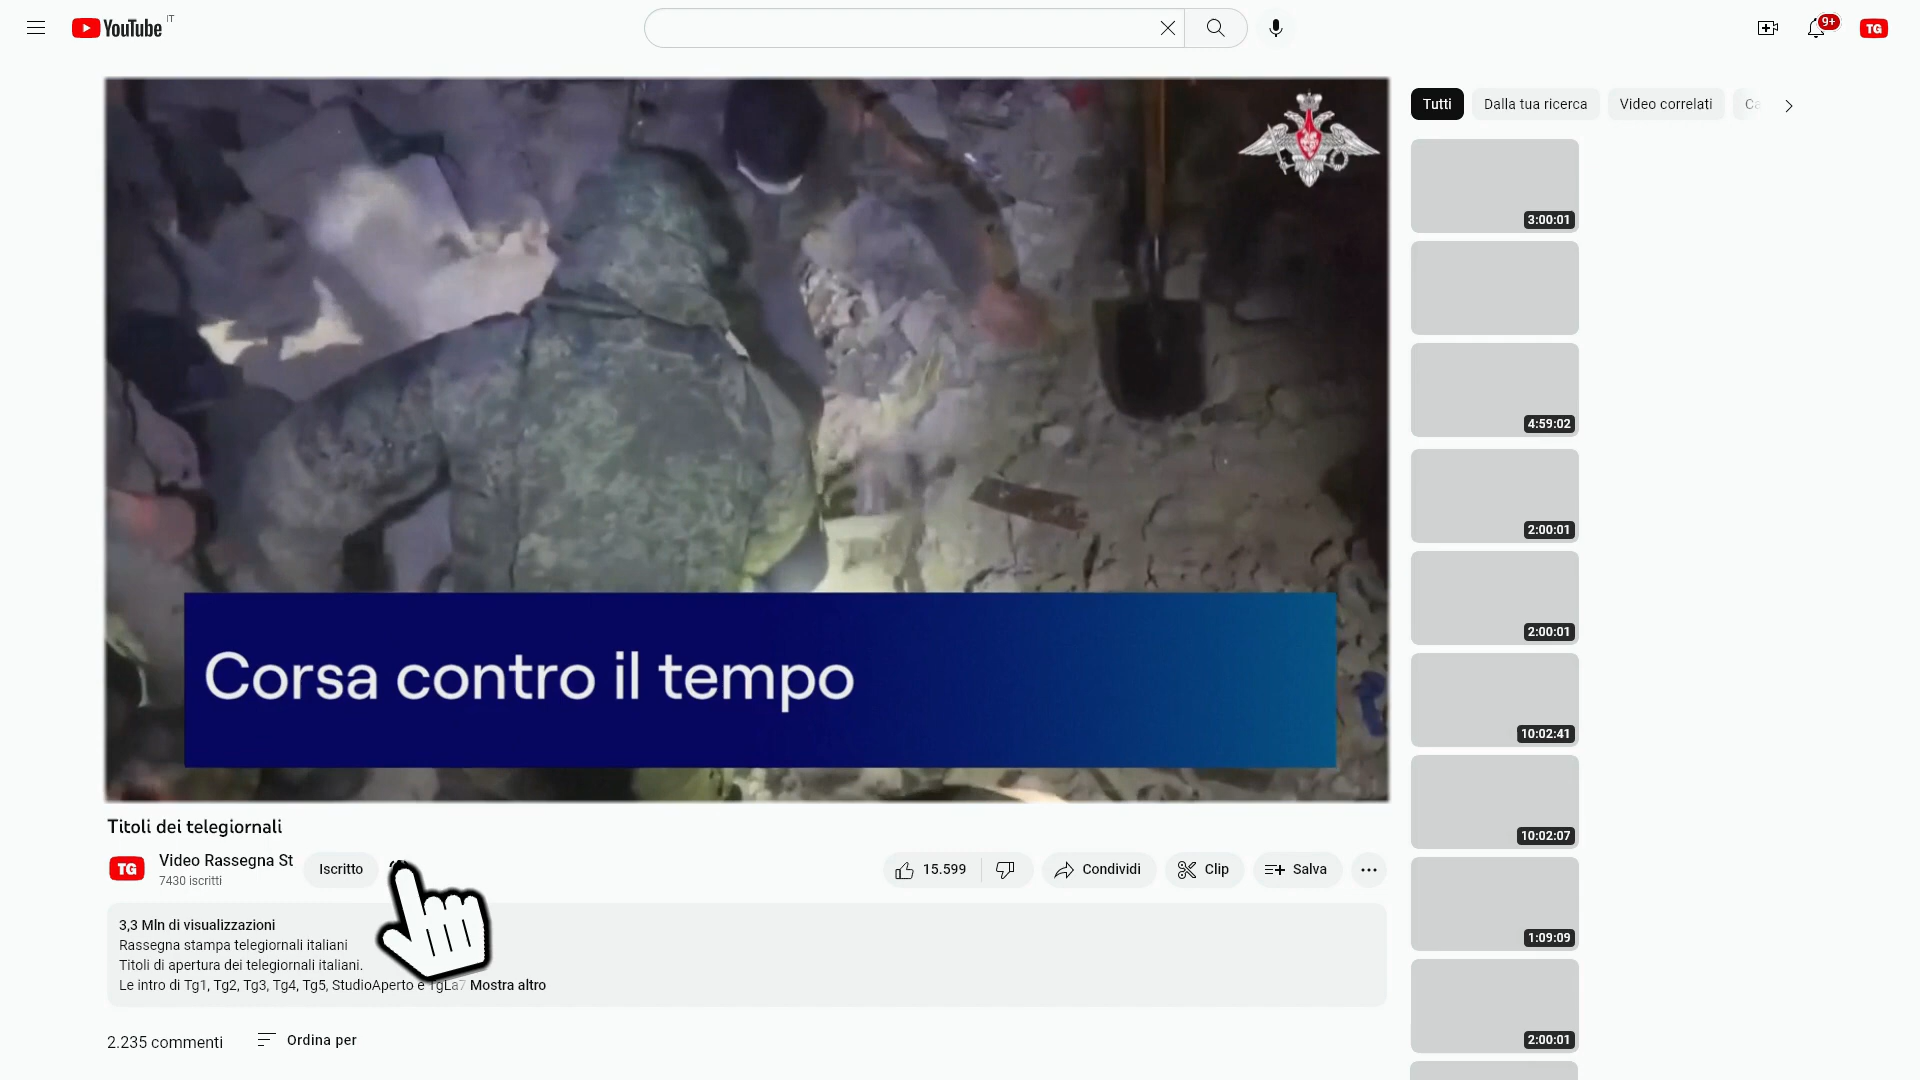 YouTube
IT
9+
TG
Tutti
Dalla tua ricerca
Video correlati
3:00:01
4:59:02
2:00:01
2:00:01
10:02:41
10:02:07
1:09:09
2:00:01
Corsa contro il tempo
Titoli dei telegiornali
TG
Video Rassegna St
7430 iscritti
Iscritto
15.599
Condividi
Clip
Salva
3,3 Mln di visualizzazioni
Rassegna stampa telegiornali italiani
Titoli di apertura dei telegiornali italiani.
Le intro di Tg1, Tg2, Tg3, Tg4, Tg5, StudioAperto e TgLa7 Mostra altro
2.235 commenti
Ordina per